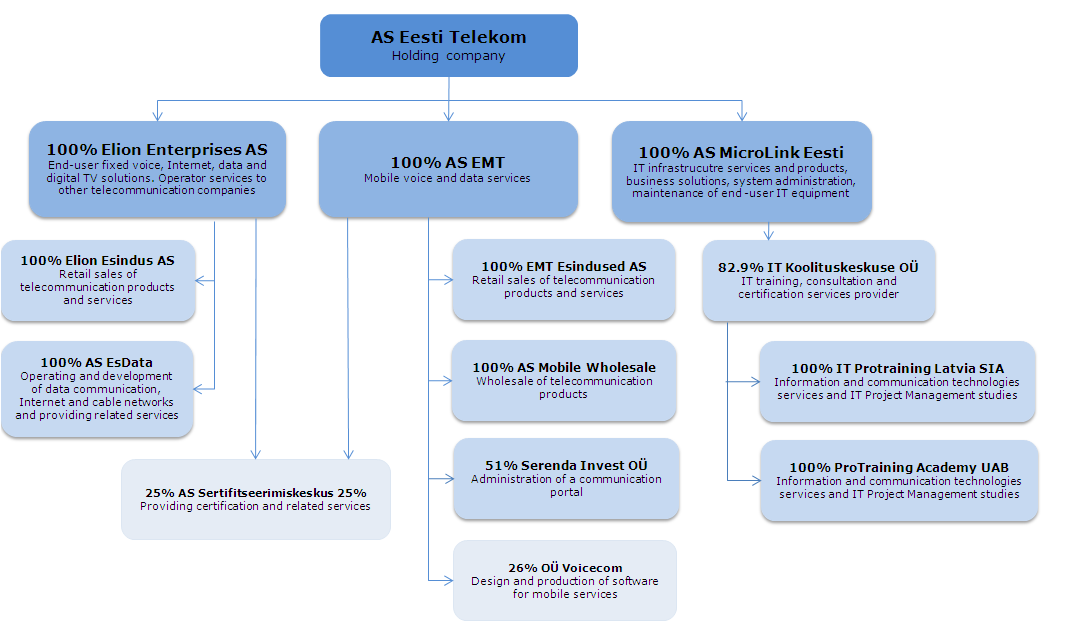 AS Eesti Telekom
Holding company
100% Elion Enterprises AS
End-user fixed voice, Internet, data and
digital TV solutions. Operator services to
other telecommunication companies
100% AS EMT
Mobile voice and data services
100% AS MicroLink Eesti
IT infrastrucutre services and products,
business solutions, system administration,
maintenance of end -user IT equipment
100% Elion Esindus AS
Retail sales of
telecommunication products
and services
100% EMT Esindused AS
Retail sales of telecommunication
products and services
82.9% IT Koolituskeskuse OÜ
IT training, consultation and
certification services provider
100% AS EsData
Operating and development
of data communication,
Internet and cable networks
and providing related services
100% AS Mobile Wholesale
Wholesale of telecommunication
products
100% IT Protraining Latvia SIA
Information and communication technologies
services and IT Project Management studies
51% Serenda Invest OÜ
Administration of a communication
portal
100% ProTraining Academy UAB
Information and communication technologies
services and IT Project Management studies
25% AS Sertifitseerimiskeskus 25%
Providing certification and related services
26% OÜ Voicecom
Design and production of software
for mobile services